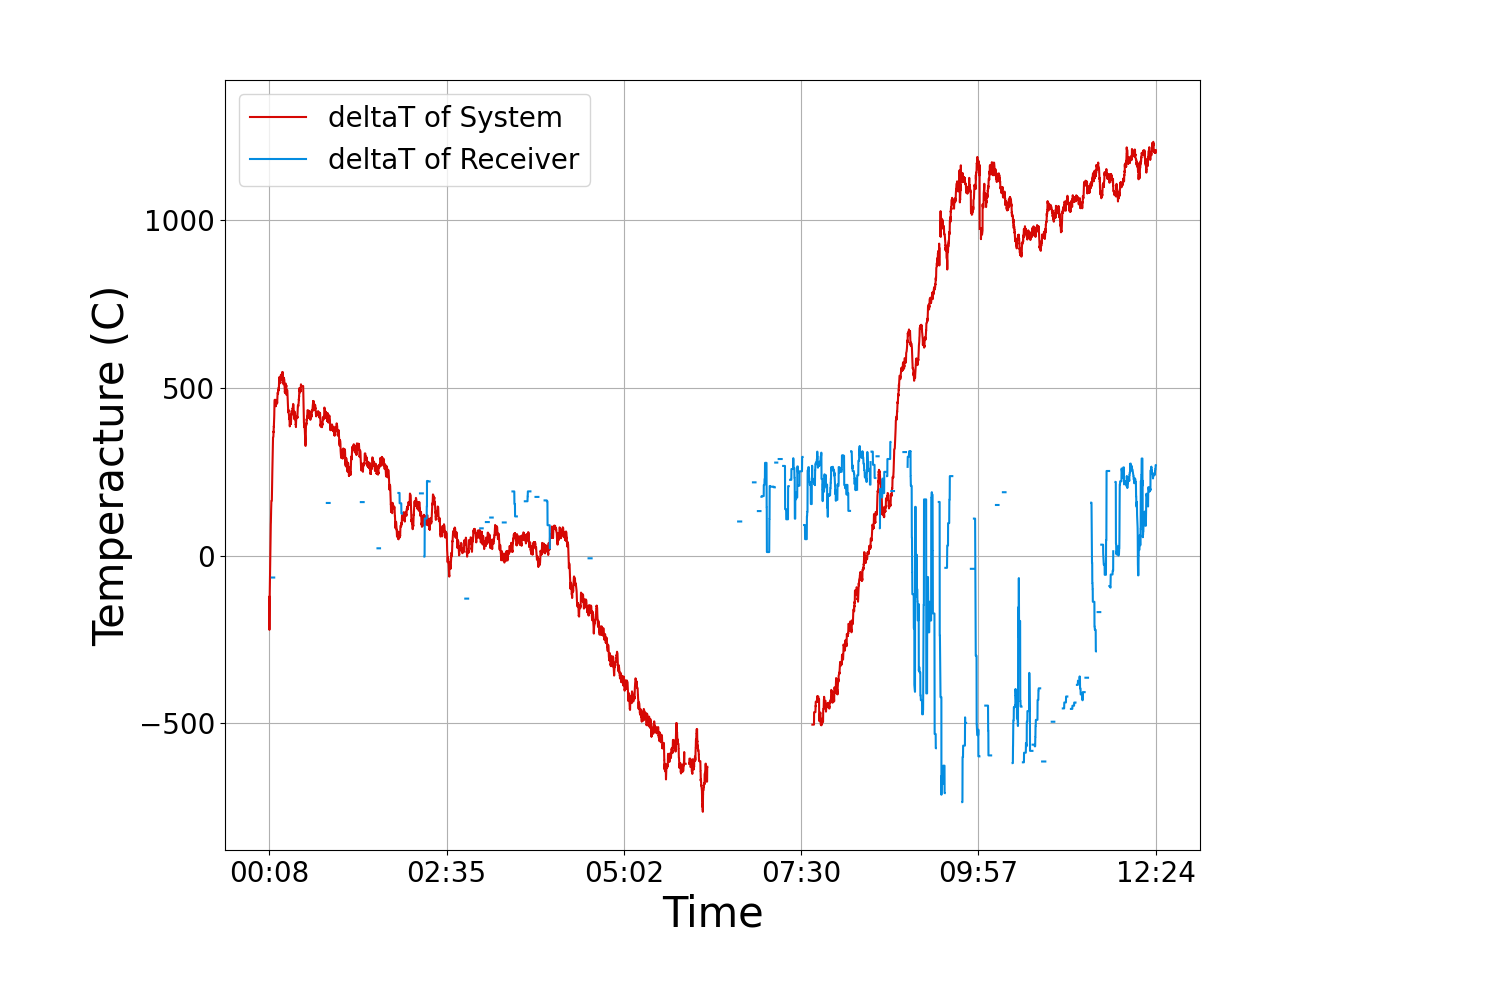 deltaT of System
deltaT of Receiver
1000
500
0
−500
Temperacture (C)
00:08 02:35 05:02 07:30 09:57 12:24
Time